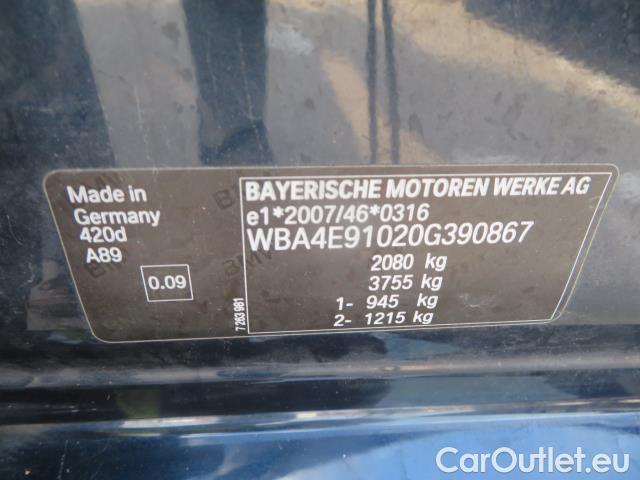 Made in
Germany
420d
A89
0.09
7 263 981
BAYERISCHE MOTOREN WERKE AG
e1*2007/46*0316
WBA4E91020G390867
2080 kg
3755 kg
1- 945 kg
2- 1215 kg
CarOutlet.eu